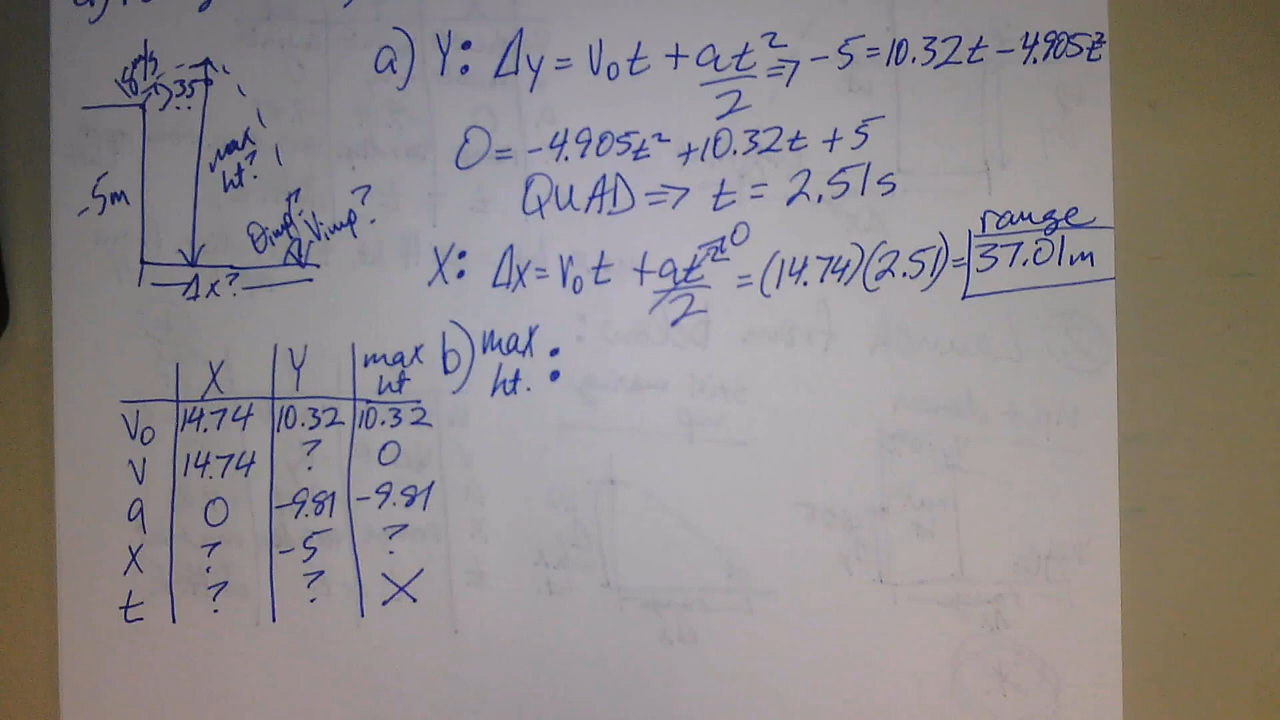 a) Y: Δy = v₀t + at²/2 ⇒ -5 = 10.32t - 4.905t²
0 = -4.905t² + 10.32t + 5
QUAD ⇒ t = 2.51s
X: Δx = v₀t + at²/2 → 0 = (14.74)(2.51) = 37.01m
range
35°
max ht?
-5m
θimp? Vimp?
Δx?
X Y max ht
V₀ 14.74 10.32 10.32
V 14.74 ? 0
a 0 -9.81 -9.81
X ? -5 ?
t ? ? X
b) max ht. :